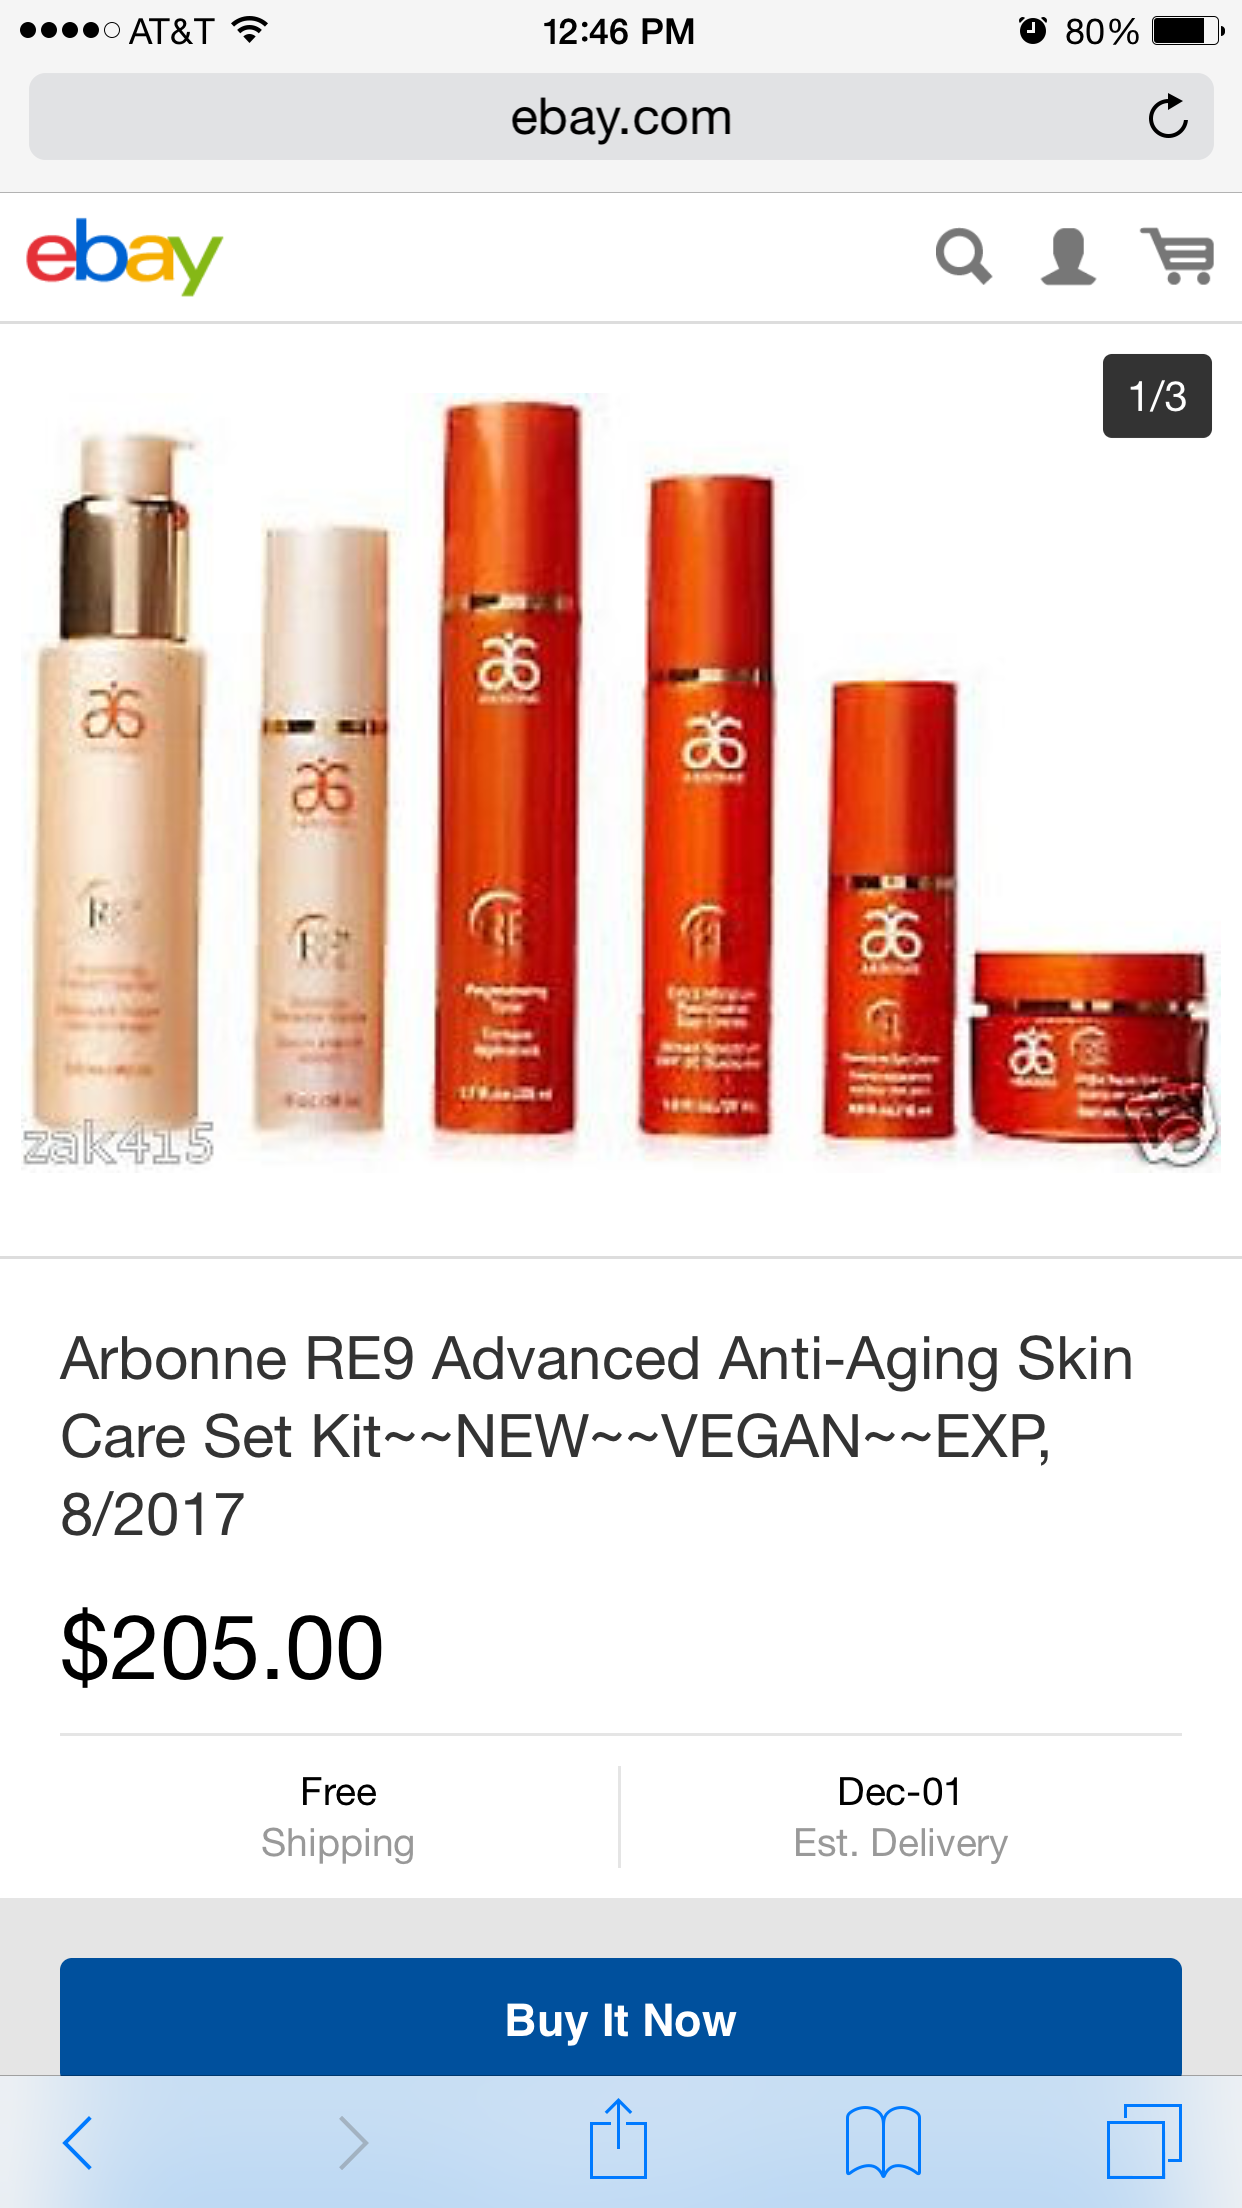 AT&T 12:46 PM 80%
ebay.com
ebay
1/3
zak415
Arbonne RE9 Advanced Anti-Aging Skin
Care Set Kit~~NEW~~VEGAN~~EXP,
8/2017
$205.00
Free Dec-01
Shipping Est. Delivery
Buy It Now